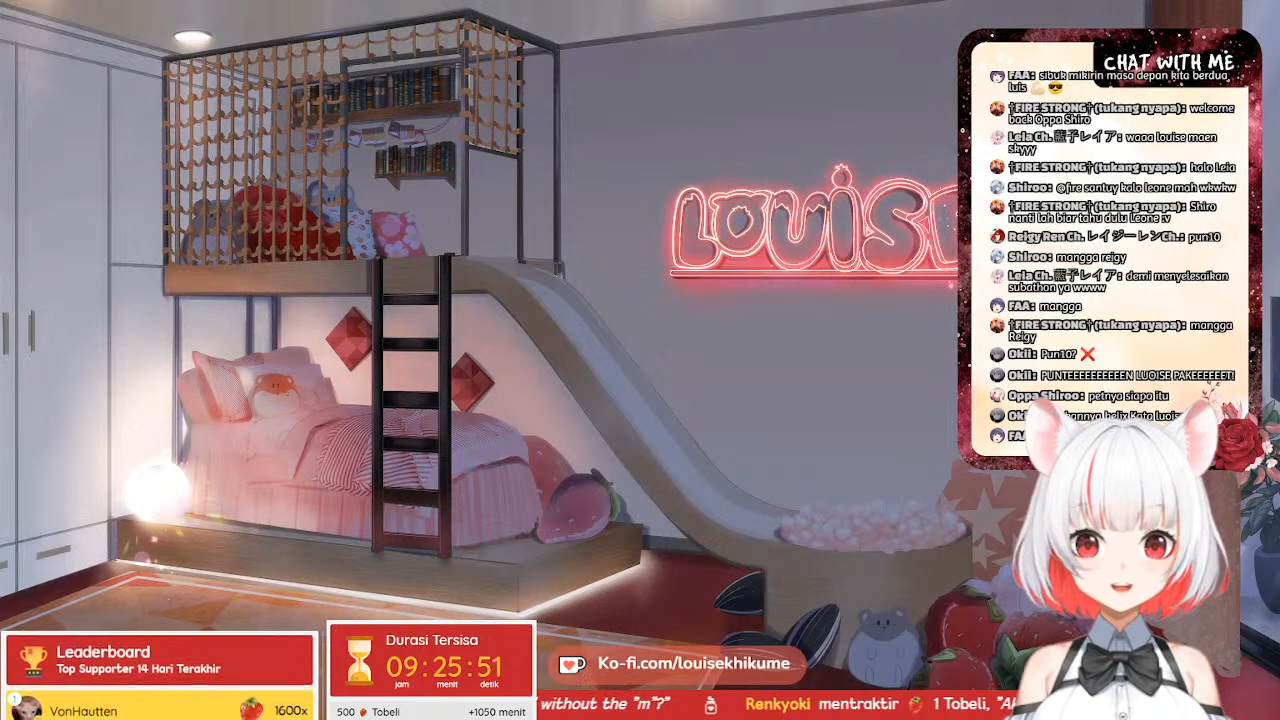 CHAT WITH ME
FAA: sibuk mikirin masa depan kita berdua
luis 💪🏻😎
†FIRE STRONG†(tukang nyapa): welcome
back Oppa Shiro
Leia Ch. 藍子レイア: waaa louise maen
skyyy
†FIRE STRONG†(tukang nyapa): halo Leia
Shiroo: @fire santuy kalo leone mah wkwkw
†FIRE STRONG†(tukang nyapa): Shiro
nanti lah biar tahu dulu Leone :v
Reigy Ren Ch. レイジーレンCh.: pun10
Shiroo: mangga reigy
Leia Ch. 藍子レイア: demi menyelesaikan
subathon ya wwww
FAA: mangga
†FIRE STRONG†(tukang nyapa): mangga
Reigy
Okii: Pun10? ❌
Okii: PUNTEEEEEEEEEN LUOISE PAKEEEEEET!
Oppa Shiroo: petnya siapa itu
LOUISE
Leaderboard
Top Supporter 14 Hari Terakhir
1
VonHautten
1600x
Durasi Tersisa
09:25:51
jam menit detik
500 Tobeli +1050 menit
Ko-fi.com/louisekhikume
without the "m"?" Renkyoki mentraktir 1 Tobeli,